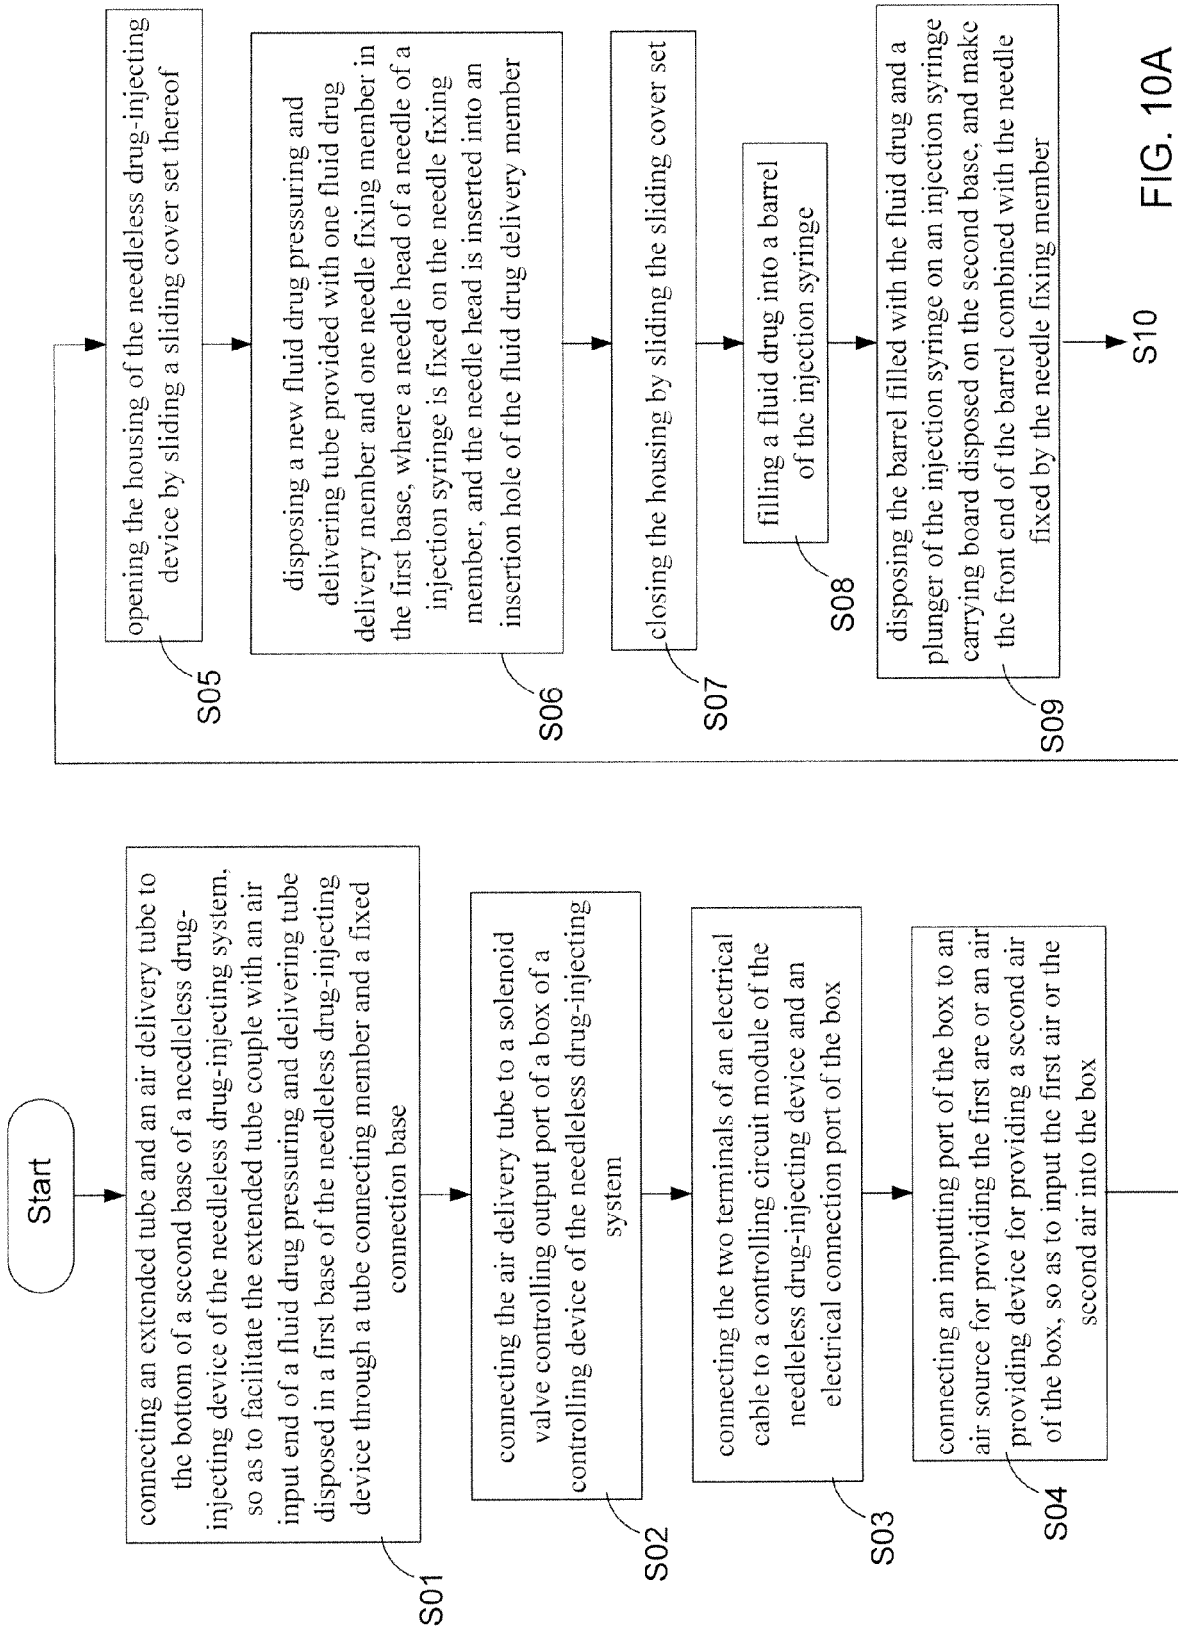 Start
connecting an extended tube and an air delivery tube to
the bottom of a second base of a needleless drug-
injecting device of the needleless drug-injecting system,
so as to facilitate the extended tube couple with an air
input end of a fluid drug pressuring and delivering tube
disposed in a first base of the needleless drug-injecting
device through a tube connecting member and a fixed
connection base
S01
connecting the air delivery tube to a solenoid
valve controlling output port of a box of a
controlling device of the needleless drug-injecting
system
S02
connecting the two terminals of an electrical
cable to a controlling circuit module of the
needleless drug-injecting device and an
electrical connection port of the box
S03
connecting an inputting port of the box to an
air source for providing the first are or an air
providing device for providing a second air
of the box, so as to input the first air or the
second air into the box
S04
opening the housing of the needleless drug-injecting
device by sliding a sliding cover set thereof
S05
disposing a new fluid drug pressuring and
delivering tube provided with one fluid drug
delivery member and one needle fixing member in
the first base, where a needle head of a needle of a
injection syringe is fixed on the needle fixing
member, and the needle head is inserted into an
insertion hole of the fluid drug delivery member
S06
closing the housing by sliding the sliding cover set
S07
filling a fluid drug into a barrel
of the injection syringe
S08
disposing the barrel filled with the fluid drug and a
plunger of the injection syringe on an injection syringe
carrying board disposed on the second base, and make
the front end of the barrel combined with the needle
fixed by the needle fixing member
S09
S10
FIG. 10A